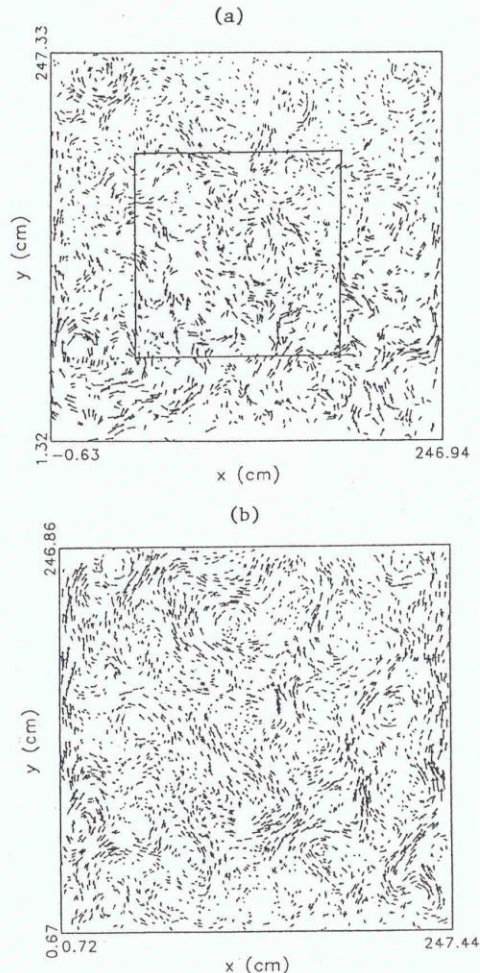 (a)
247.33
y (cm)
1.32
-0.63
246.94
x (cm)
(b)
246.86
y (cm)
0.67
0.72
247.44
x (cm)